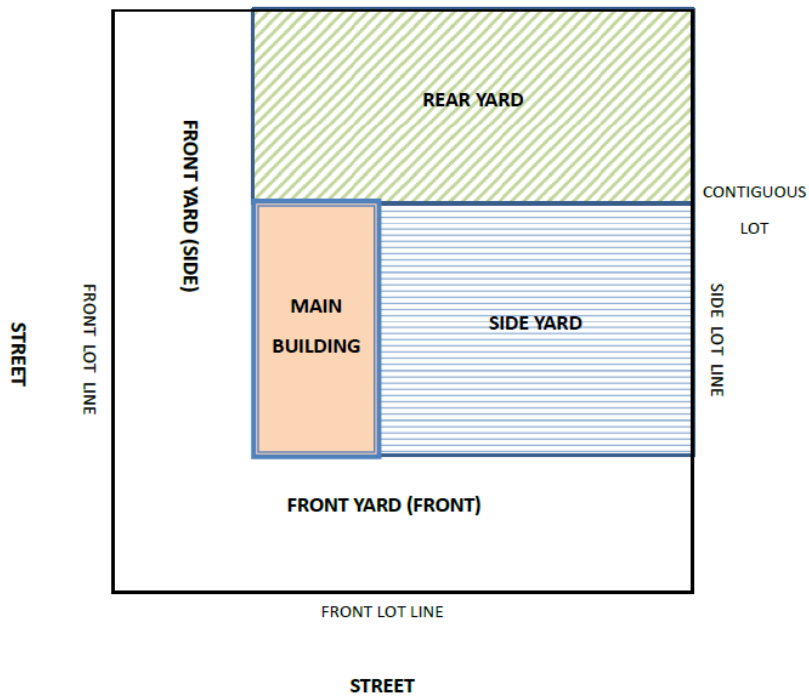 REAR YARD
FRONT YARD (SIDE)
CONTIGUOUS
LOT
MAIN
BUILDING
SIDE YARD
SIDE LOT LINE
FRONT LOT LINE
STREET
FRONT YARD (FRONT)
FRONT LOT LINE
STREET